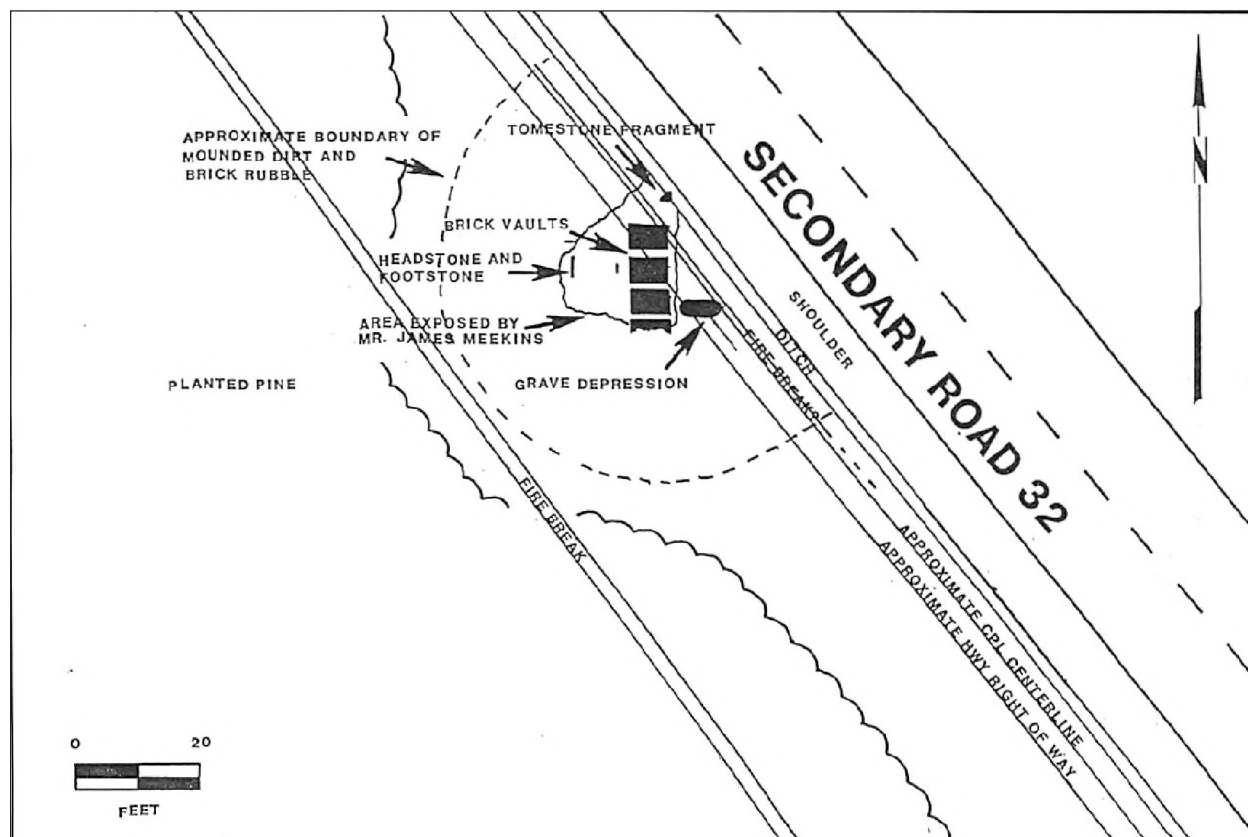 APPROXIMATE BOUNDARY OF
MOUNDED DIRT AND
BRICK RUBBLE
TOMESTONE FRAGMENT
N
BRICK VAULTS
HEADSTONE AND
FOOTSTONE
AREA EXPOSED BY
MR. JAMES MEEKINS
GRAVE DEPRESSION
PLANTED PINE
SECONDARY ROAD 32
SHOULDER
DITCH
FIRE BREAK?
FIRE BREAK
APPROXIMATE CPL CENTERLINE
APPROXIMATE HWY RIGHT OF WAY
0 20
FEET